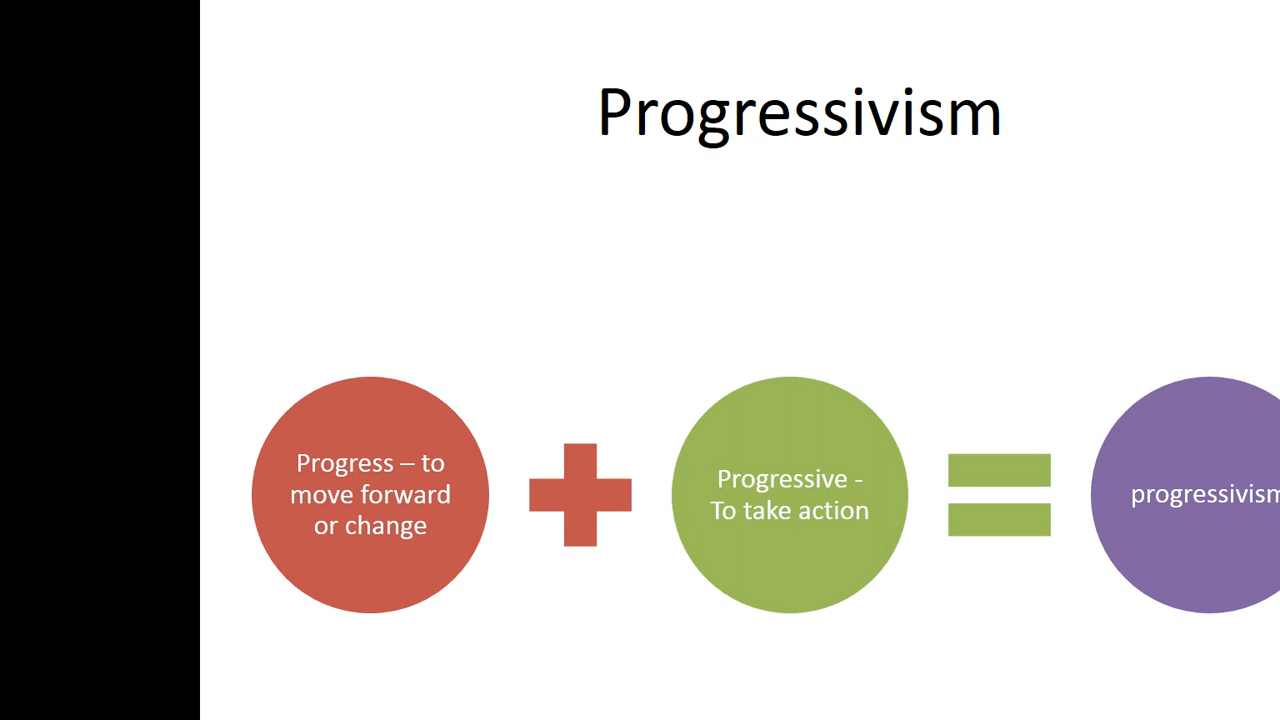 Progressivism
Progress – to
move forward
or change
Progressive -
To take action
progressivism